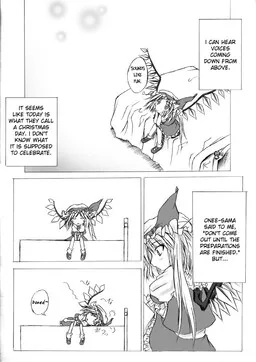 I CAN HEAR
VOICES
COMING
DOWN FROM
ABOVE.
SOUNDS
LIKE
FUN.
IT SEEMS
LIKE TODAY IS
WHAT THEY CALL
A CHRISTMAS
DAY. I DON'T
KNOW WHAT
IT IS SUPPOSED
TO CELEBRATE.
ONEE-SAMA
SAID TO ME,
"DON'T COME
OUT UNTIL THE
PREPARATIONS
ARE FINISHED."
BUT...